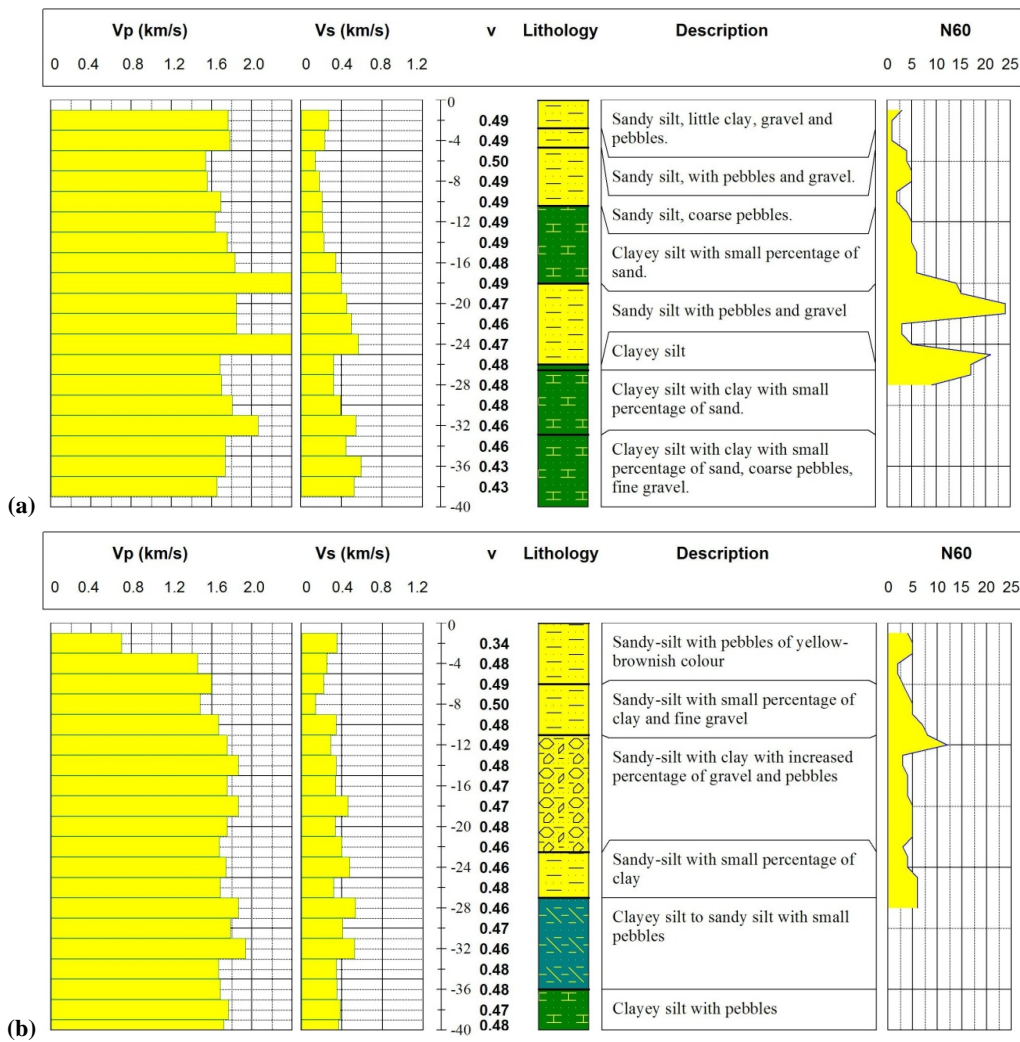 Vp (km/s) Vs (km/s) v Lithology Description N60
0 0.4 0.8 1.2 1.6 2.0 0 0.4 0.8 1.2 0 5 10 15 20 25
0
0.49
-4 0.49
0.50
-8 0.49
0.49
-12 0.49
0.49
-16 0.48
0.49
-20 0.47
0.46
-24 0.47
0.48
-28 0.48
0.48
-32 0.46
0.46
-36 0.43
0.43
-40
Sandy silt, little clay, gravel and
pebbles.
Sandy silt, with pebbles and gravel.
Sandy silt, coarse pebbles.
Clayey silt with small percentage of
sand.
Sandy silt with pebbles and gravel
Clayey silt
Clayey silt with clay with small
percentage of sand.
Clayey silt with clay with small
percentage of sand, coarse pebbles,
fine gravel.
(a)
Vp (km/s) Vs (km/s) v Lithology Description N60
0 0.4 0.8 1.2 1.6 2.0 0 0.4 0.8 1.2 0 5 10 15 20 25
0
0.34
-4 0.48
0.49
-8 0.50
0.48
-12 0.49
0.48
-16 0.47
0.47
-20 0.48
0.46
-24 0.46
0.48
-28 0.46
0.47
-32 0.46
0.48
-36 0.48
0.47
-40 0.48
Sandy-silt with pebbles of yellow-
brownish colour
Sandy-silt with small percentage of
clay and fine gravel
Sandy-silt with clay with increased
percentage of gravel and pebbles
Sandy-silt with small percentage of
clay
Clayey silt to sandy silt with small
pebbles
Clayey silt with pebbles
(b)